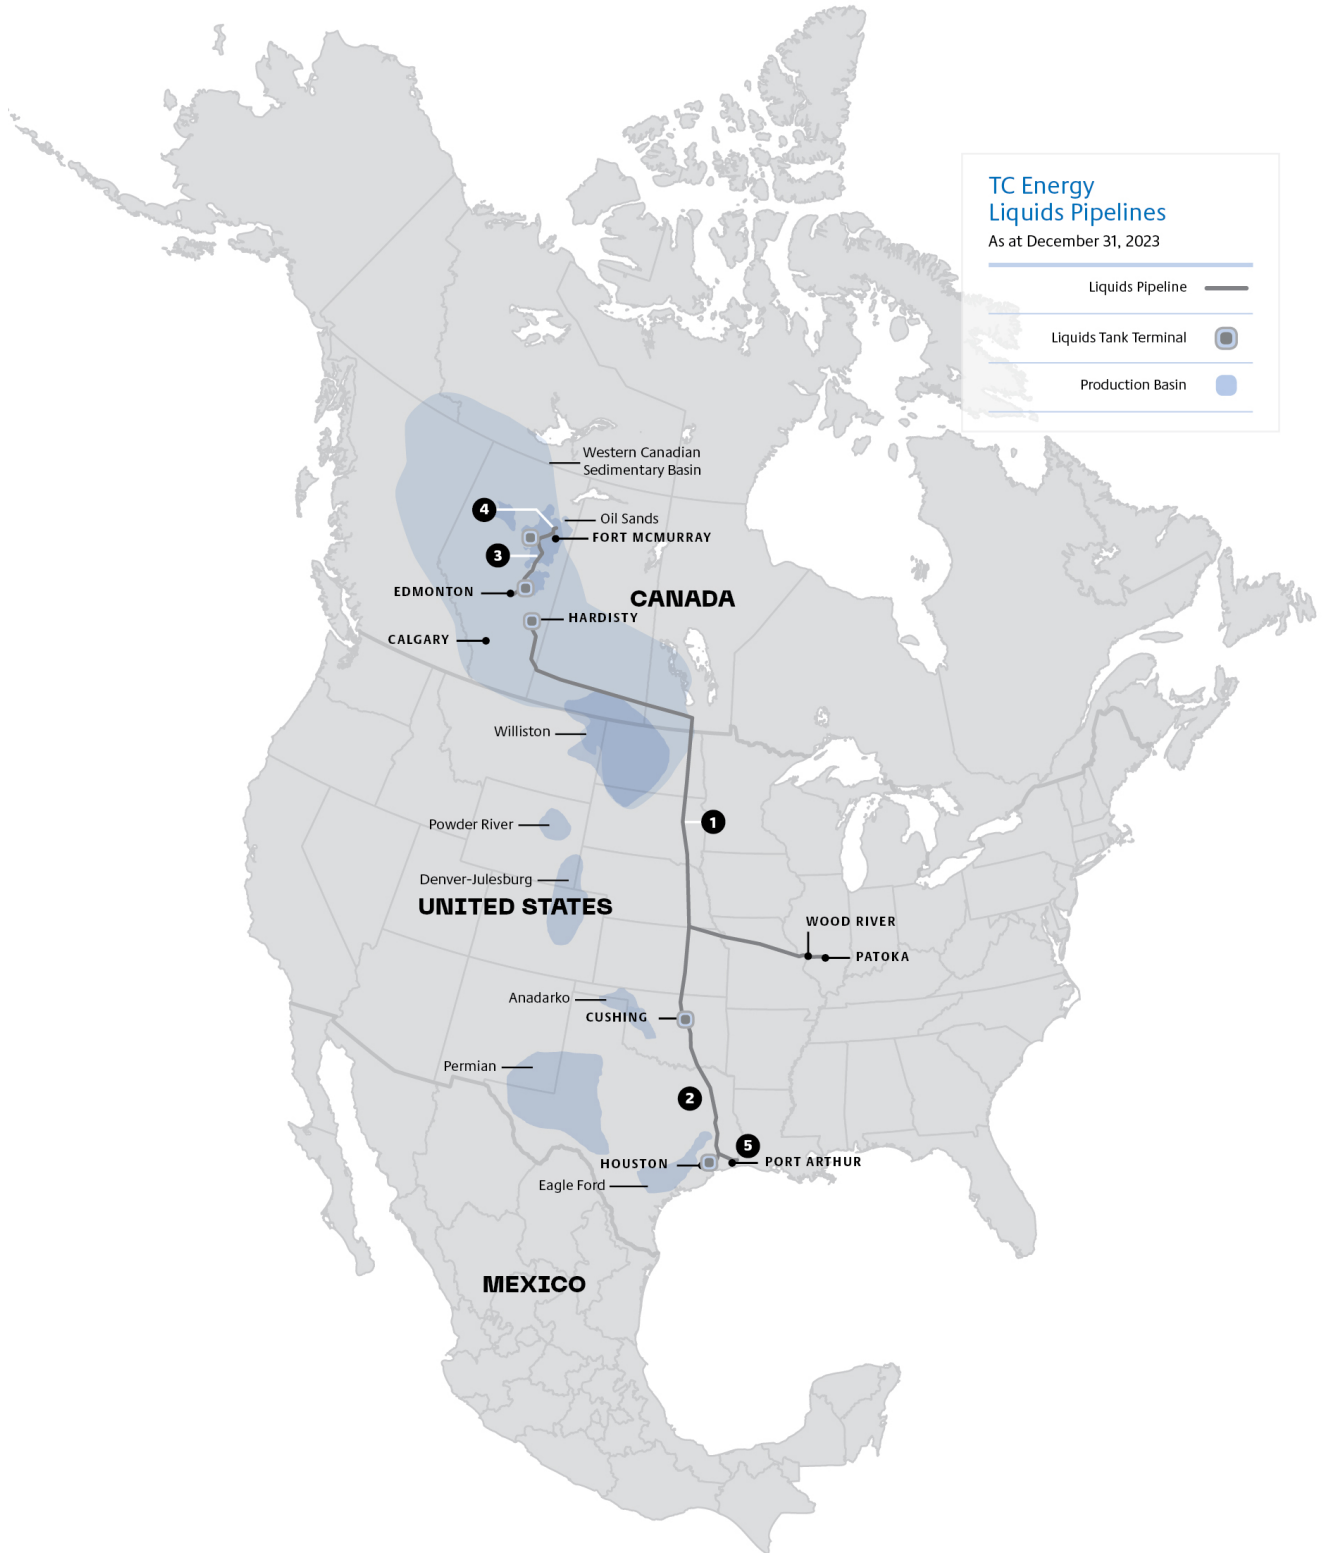 TC Energy
Liquids Pipelines
As at December 31, 2023
Liquids Pipeline
Liquids Tank Terminal
Production Basin
Western Canadian
Sedimentary Basin
4
Oil Sands
FORT MCMURRAY
3
EDMONTON
CANADA
HARDISTY
CALGARY
Williston
1
Powder River
Denver-Julesburg
UNITED STATES
WOOD RIVER
PATOKA
Anadarko
CUSHING
Permian
2
5
HOUSTON
PORT ARTHUR
Eagle Ford
MEXICO